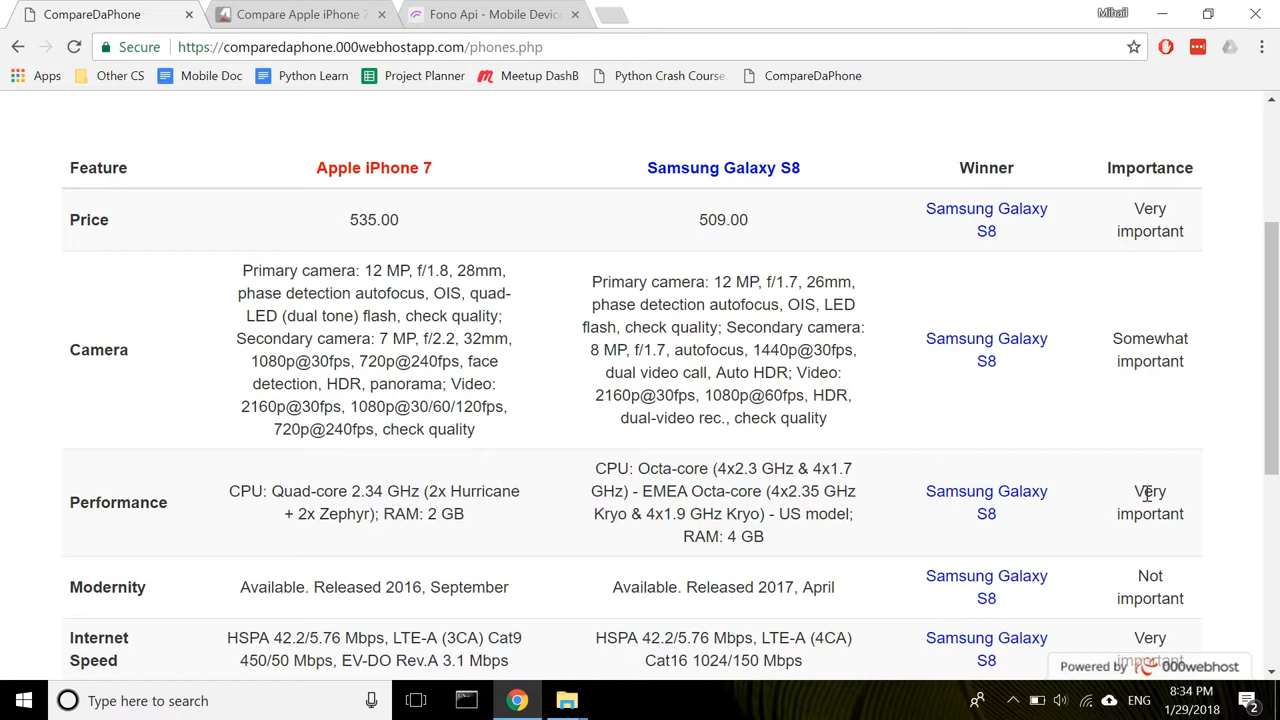 CompareDaPhone
Compare Apple iPhone 7
Fono Api - Mobile Device
Mihail
Secure
https://comparedaphone.000webhostapp.com/phones.php
Apps
Other CS
Mobile Doc
Python Learn
Project Planner
Meetup DashB
Python Crash Course
CompareDaPhone
Feature
Apple iPhone 7
Samsung Galaxy S8
Winner
Importance
Price
535.00
509.00
Samsung Galaxy
S8
Very
important
Camera
Primary camera: 12 MP, f/1.8, 28mm,
phase detection autofocus, OIS, quad-
LED (dual tone) flash, check quality;
Secondary camera: 7 MP, f/2.2, 32mm,
1080p@30fps, 720p@240fps, face
detection, HDR, panorama; Video:
2160p@30fps, 1080p@30/60/120fps,
720p@240fps, check quality
Primary camera: 12 MP, f/1.7, 26mm,
phase detection autofocus, OIS, LED
flash, check quality; Secondary camera:
8 MP, f/1.7, autofocus, 1440p@30fps,
dual video call, Auto HDR; Video:
2160p@30fps, 1080p@60fps, HDR,
dual-video rec., check quality
Samsung Galaxy
S8
Somewhat
important
Performance
CPU: Quad-core 2.34 GHz (2x Hurricane
+ 2x Zephyr); RAM: 2 GB
CPU: Octa-core (4x2.3 GHz & 4x1.7
GHz) - EMEA Octa-core (4x2.35 GHz
Kryo & 4x1.9 GHz Kryo) - US model;
RAM: 4 GB
Samsung Galaxy
S8
Very
important
Modernity
Available. Released 2016, September
Available. Released 2017, April
Samsung Galaxy
S8
Not
important
Internet
Speed
HSPA 42.2/5.76 Mbps, LTE-A (3CA) Cat9
450/50 Mbps, EV-DO Rev.A 3.1 Mbps
HSPA 42.2/5.76 Mbps, LTE-A (4CA)
Cat16 1024/150 Mbps
Samsung Galaxy
S8
Very
important
Powered by 000webhost
Type here to search
ENG
8:34 PM
1/29/2018
2